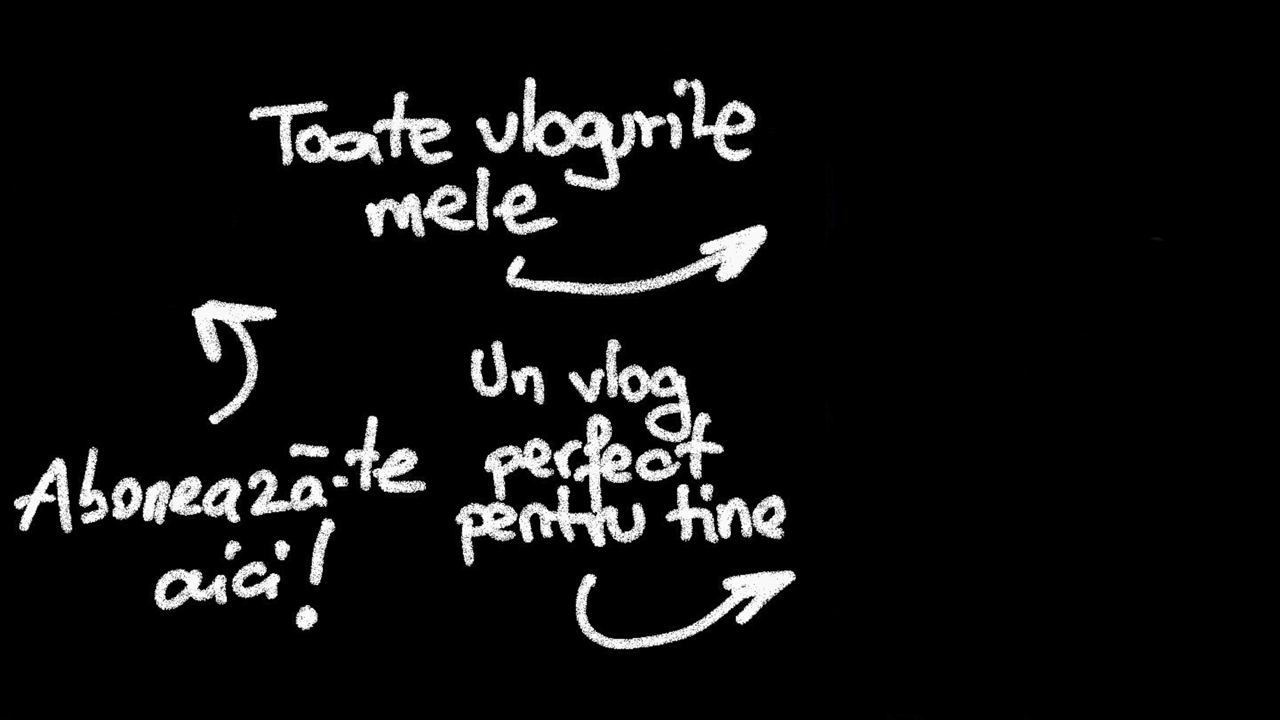 Toate vlogurile
mele
Un vlog
perfect
pentru tine
Abonează-te
aici!